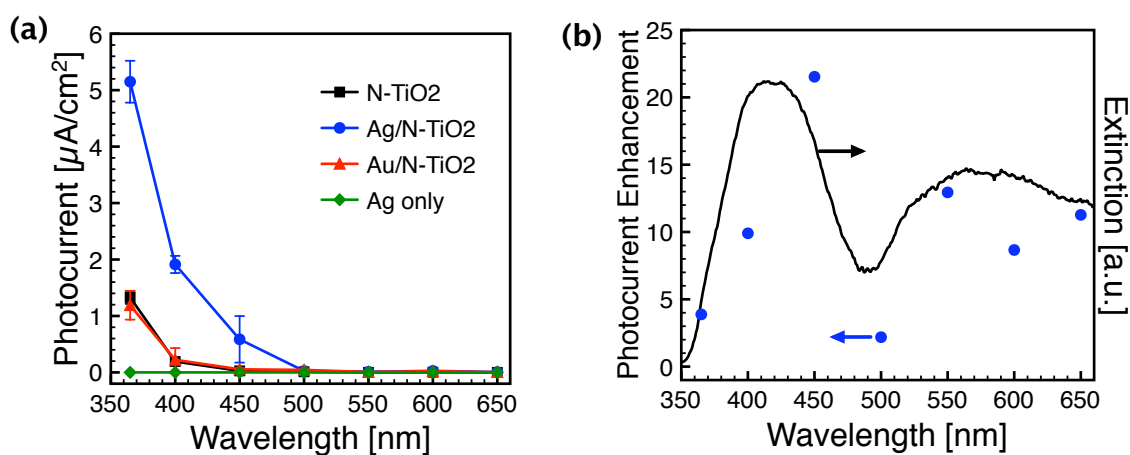 (a)
Photocurrent [µA/cm²]
6
5
4
3
2
1
0
N-TiO2
Ag/N-TiO2
Au/N-TiO2
Ag only
350 400 450 500 550 600 650
Wavelength [nm]
(b)
Photocurrent Enhancement
25
20
15
10
5
0
Extinction [a.u.]
350 400 450 500 550 600 650
Wavelength [nm]